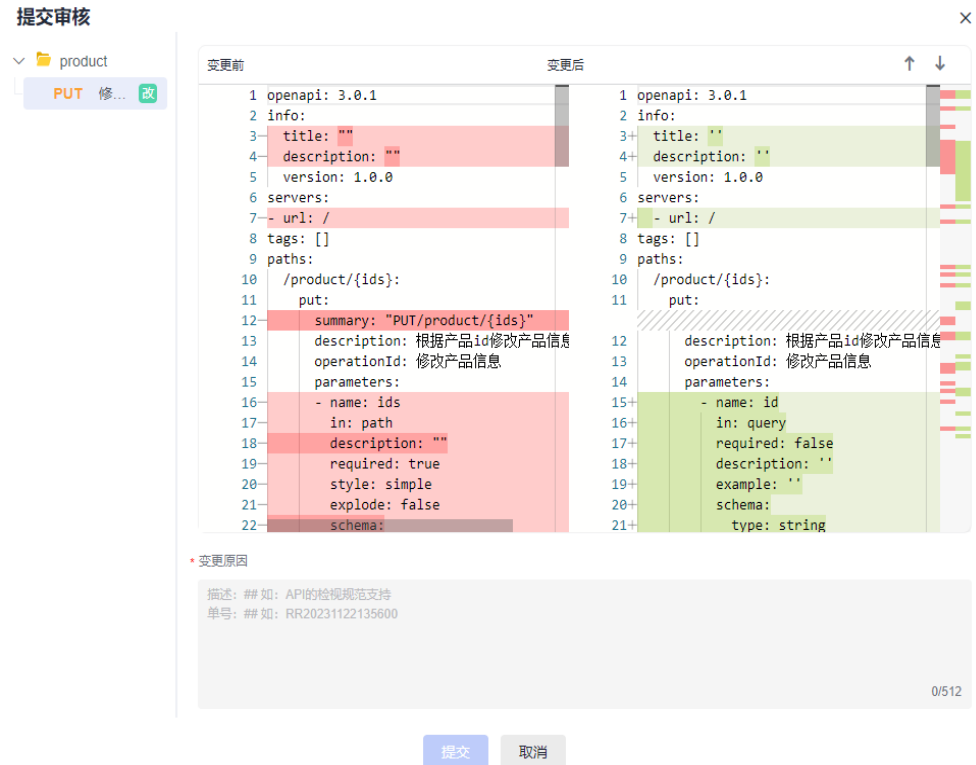 提交审核
product
PUT 修... 改
变更前 变更后
1 openapi: 3.0.1
2 info:
3- title: ""
4- description: ""
5 version: 1.0.0
6 servers:
7- - url: /
8 tags: []
9 paths:
10 /product/{ids}:
11 put:
12- summary: "PUT/product/{ids}"
13 description: 根据产品id修改产品信息
14 operationId: 修改产品信息
15 parameters:
16- - name: ids
17- in: path
18- description: ""
19- required: true
20- style: simple
21- explode: false
22- schema:
1 openapi: 3.0.1
2 info:
3+ title: ''
4+ description: ''
5 version: 1.0.0
6 servers:
7+ - url: /
8 tags: []
9 paths:
10 /product/{ids}:
11 put:
12 description: 根据产品id修改产品信息
13 operationId: 修改产品信息
14 parameters:
15+ - name: id
16+ in: query
17+ required: false
18+ description: ''
19+ example: ''
20+ schema:
21+ type: string
* 变更原因
描述：## 如：API的检视规范支持
单号：## 如：RR20231122135600
0/512
提交 取消